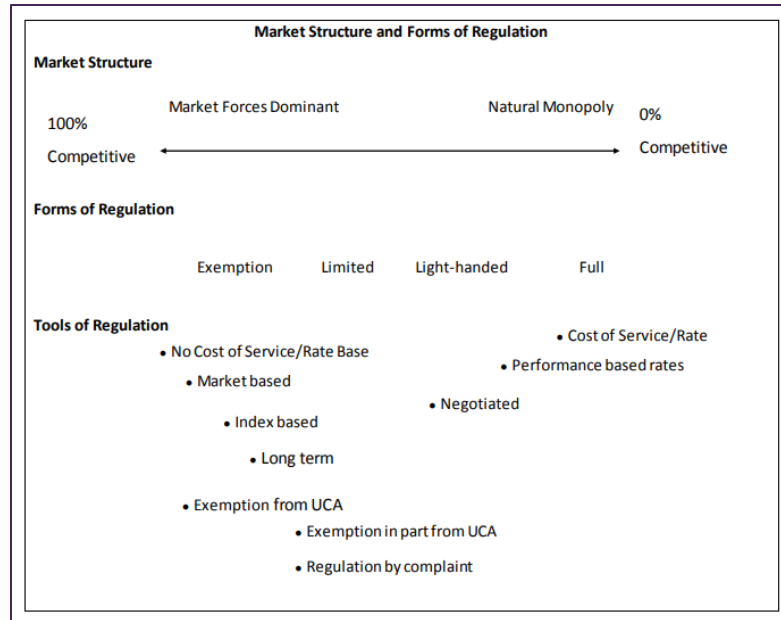 Market Structure and Forms of Regulation
Market Structure
Market Forces Dominant
Natural Monopoly
100%
Competitive
0%
Competitive
Forms of Regulation
Exemption
Limited
Light-handed
Full
Tools of Regulation
• Cost of Service/Rate
• No Cost of Service/Rate Base
• Performance based rates
• Market based
• Negotiated
• Index based
• Long term
• Exemption from UCA
• Exemption in part from UCA
• Regulation by complaint